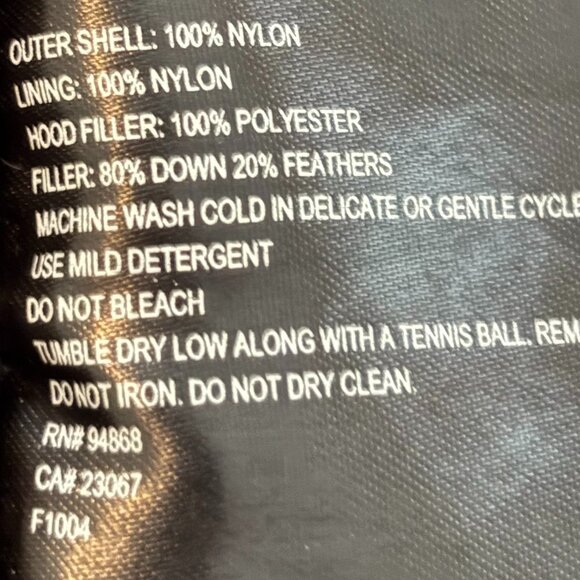 OUTER SHELL: 100% NYLON
LINING: 100% NYLON
HOOD FILLER: 100% POLYESTER
FILLER: 80% DOWN 20% FEATHERS
MACHINE WASH COLD IN DELICATE OR GENTLE CYCLE
USE MILD DETERGENT
DO NOT BLEACH
TUMBLE DRY LOW ALONG WITH A TENNIS BALL. REM
DO NOT IRON. DO NOT DRY CLEAN.
RN# 94868
CA# 23067
F1004